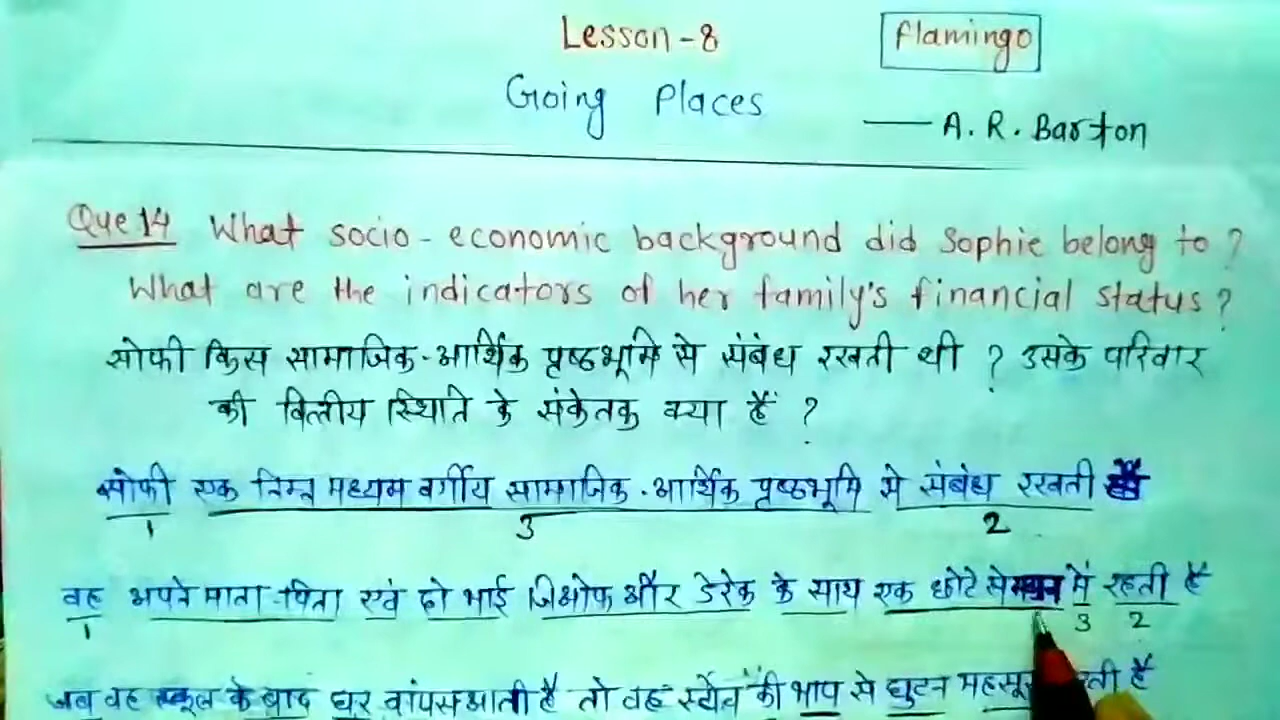 Lesson-8
Flamingo
Going Places
— A. R. Barton
Que 14 What socio-economic background did Sophie belong to ?
What are the indicators of her family's financial status ?
सोफी किस सामाजिक-आर्थिक पृष्ठभूमि से संबंध रखती थी ? उसके परिवार
की वित्तीय स्थिति के संकेतक क्या हैं ?
सोफी एक निम्न मध्यम वर्गीय सामाजिक-आर्थिक पृष्ठभूमि से संबंध रखती
1 3 2
वह अपने माता-पिता एवं दो भाई जिओफ और डेरेक के साथ एक छोटे से में रहती है
1 3 2
जब वह स्कूल के बाद घर वापस आती है तो वह स्टोव की भाप से घुटन है